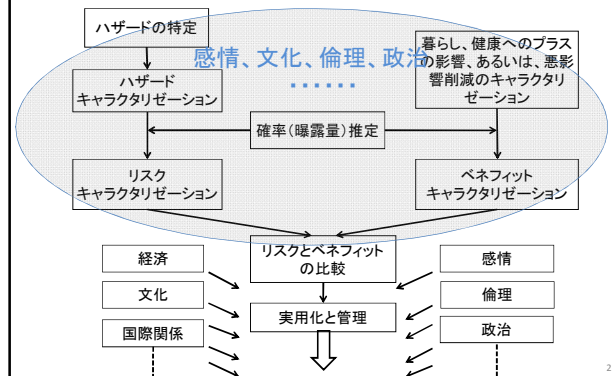 ハザードの特定
感情、文化、倫理、政治
・・・・・・
暮らし、健康へのプラス
の影響、あるいは、悪影
響削減のキャラクタリ
ゼーション
ハザード
キャラクタリゼーション
確率(曝露量)推定
リスク
キャラクタリゼーション
ベネフィット
キャラクタリゼーション
リスクとベネフィット
の比較
経済
感情
文化
倫理
実用化と管理
国際関係
政治
2